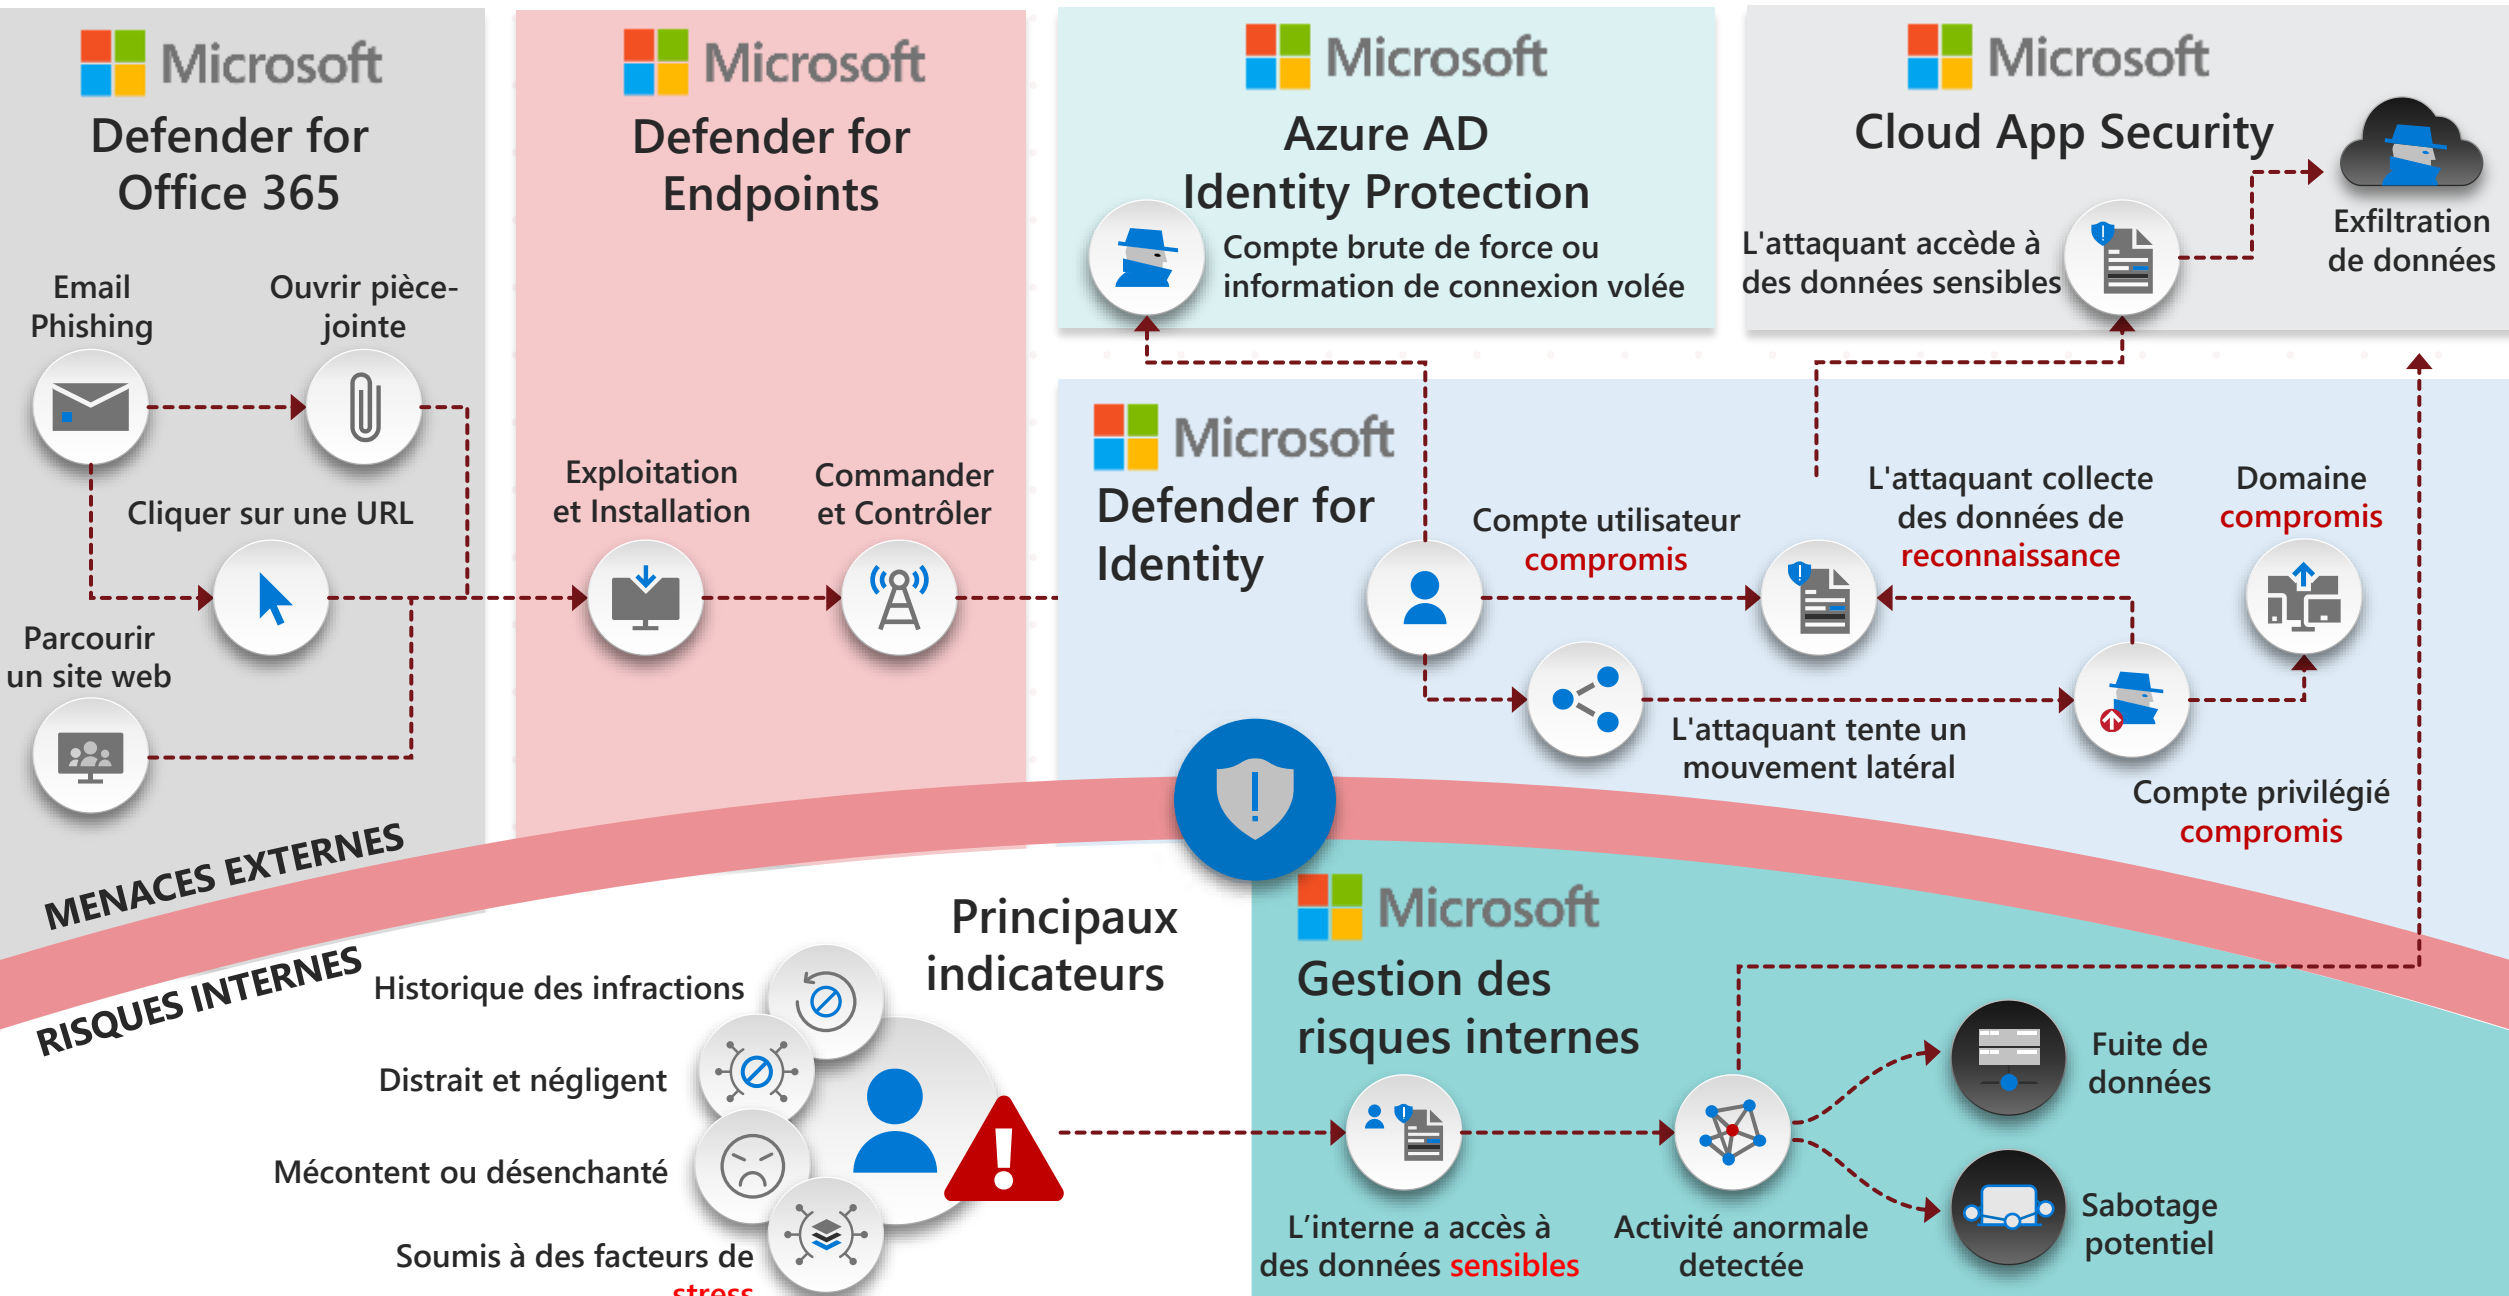 Microsoft
Defender for
Office 365
Email
Phishing
Ouvrir pièce-
jointe
Cliquer sur une URL
Parcourir
un site web
Microsoft
Defender for
Endpoints
Exploitation
et Installation
Commander
et Contrôler
Microsoft
Azure AD
Identity Protection
Compte brute de force ou
information de connexion volée
Microsoft
Cloud App Security
L'attaquant accède à
des données sensibles
Exfiltration
de données
Microsoft
Defender for
Identity
Compte utilisateur
compromis
L'attaquant collecte
des données de
reconnaissance
Domaine
compromis
L'attaquant tente un
mouvement latéral
Compte privilégié
compromis
MENACES EXTERNES
RISQUES INTERNES
Principaux
indicateurs
Historique des infractions
Distrait et négligent
Mécontent ou désenchanté
Soumis à des facteurs de
stress
Microsoft
Gestion des
risques internes
L’interne a accès à
des données sensibles
Activité anormale
detectée
Fuite de
données
Sabotage
potentiel